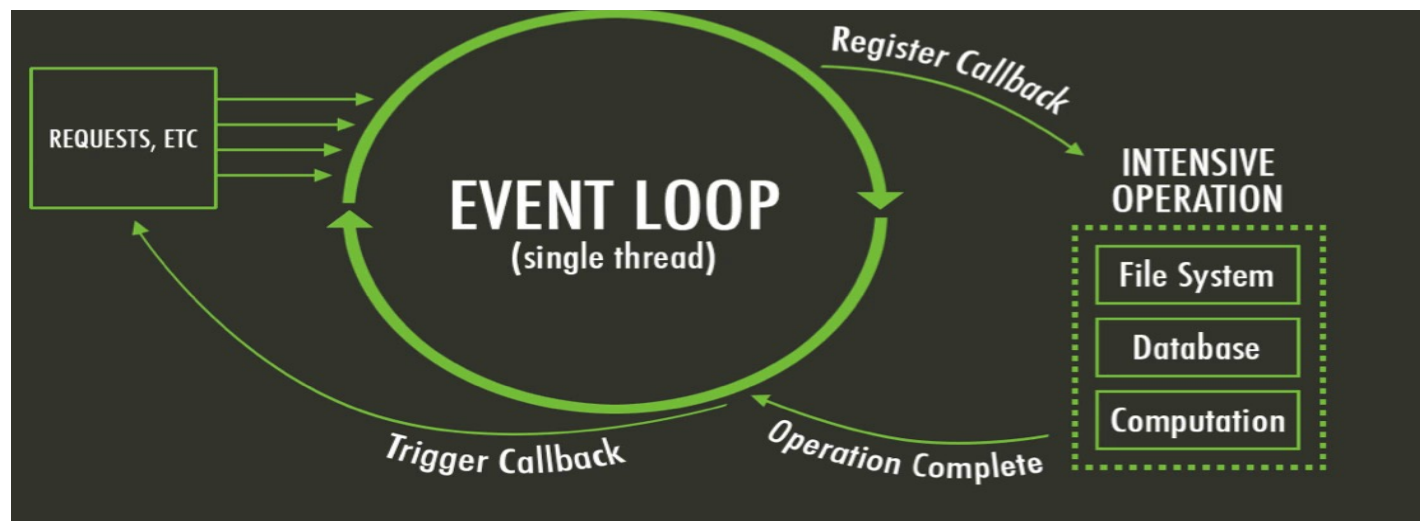 Register Callback
REQUESTS, ETC
EVENT LOOP
(single thread)
INTENSIVE
OPERATION
File System
Database
Computation
Operation Complete
Trigger Callback